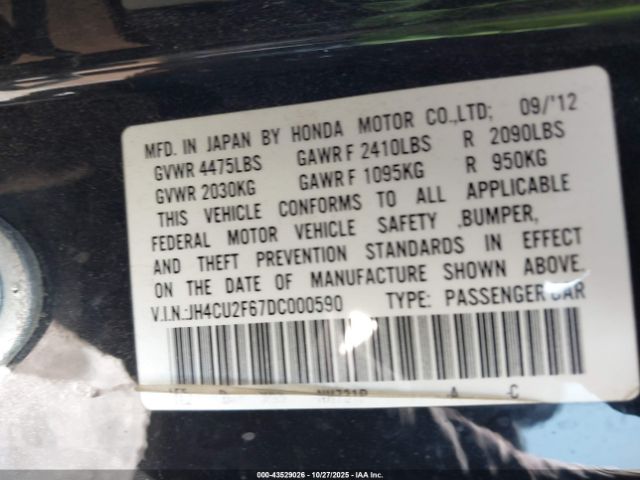 MFD. IN JAPAN BY HONDA MOTOR CO.,LTD; 09/'12
GVWR 4475LBS GAWR F 2410LBS R 2090LBS
GVWR 2030KG GAWR F 1095KG R 950KG
THIS VEHICLE CONFORMS TO ALL APPLICABLE
FEDERAL MOTOR VEHICLE SAFETY ,BUMPER,
AND THEFT PREVENTION STANDARDS IN EFFECT
ON THE DATE OF MANUFACTURE SHOWN ABOVE.
V.I.N.:JH4CU2F67DC000590 TYPE: PASSENGER CAR
A C
000-43529026 - 10/27/2025 - IAA Inc.